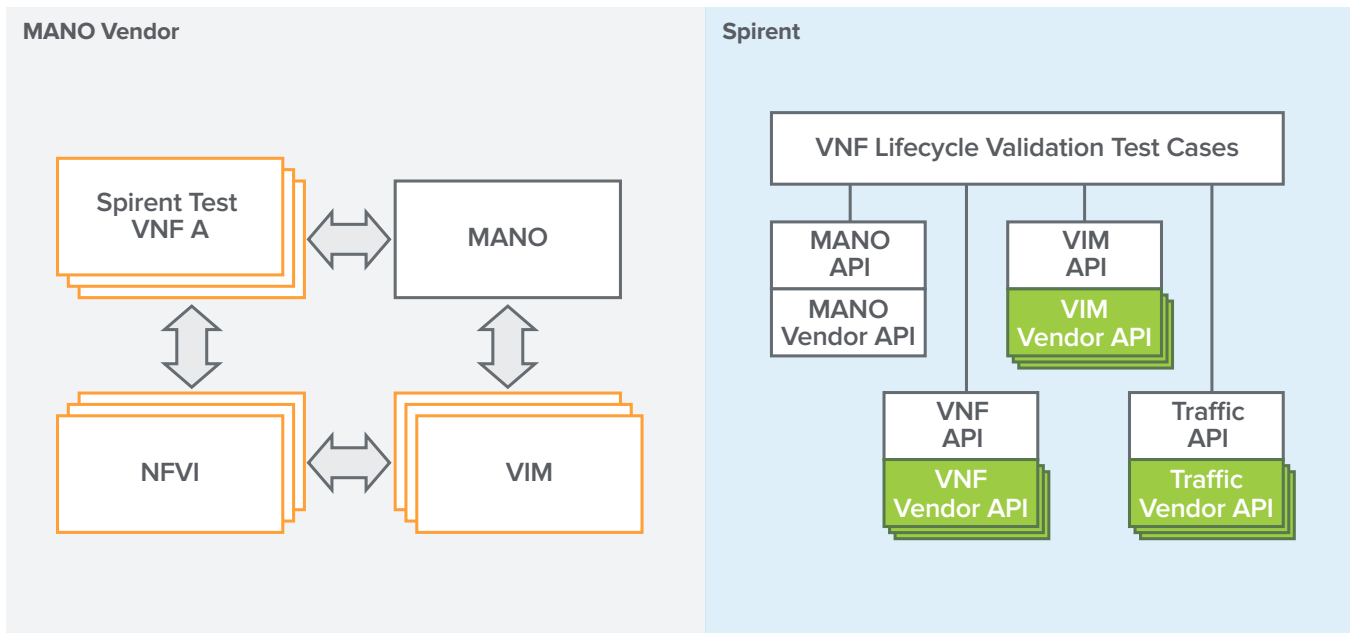 MANO Vendor
Spirent Test
VNF A
MANO
NFVI
VIM
Spirent
VNF Lifecycle Validation Test Cases
MANO
API
MANO
Vendor API
VIM
API
VIM
Vendor API
VNF
API
VNF
Vendor API
Traffic
API
Traffic
Vendor API